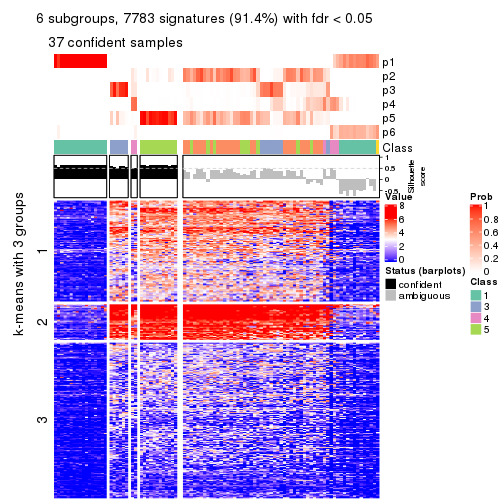 6 subgroups, 7783 signatures (91.4%) with fdr < 0.05
37 confident samples
p1
p2
p3
p4
p5
p6
Class
1
0.5
0
-0.5
Silhouette
score
k-means with 3 groups
1
2
3
Value
8
6
4
2
0
Status (barplots)
confident
ambiguous
Prob
1
0.8
0.6
0.4
0.2
0
Class
1
3
4
5